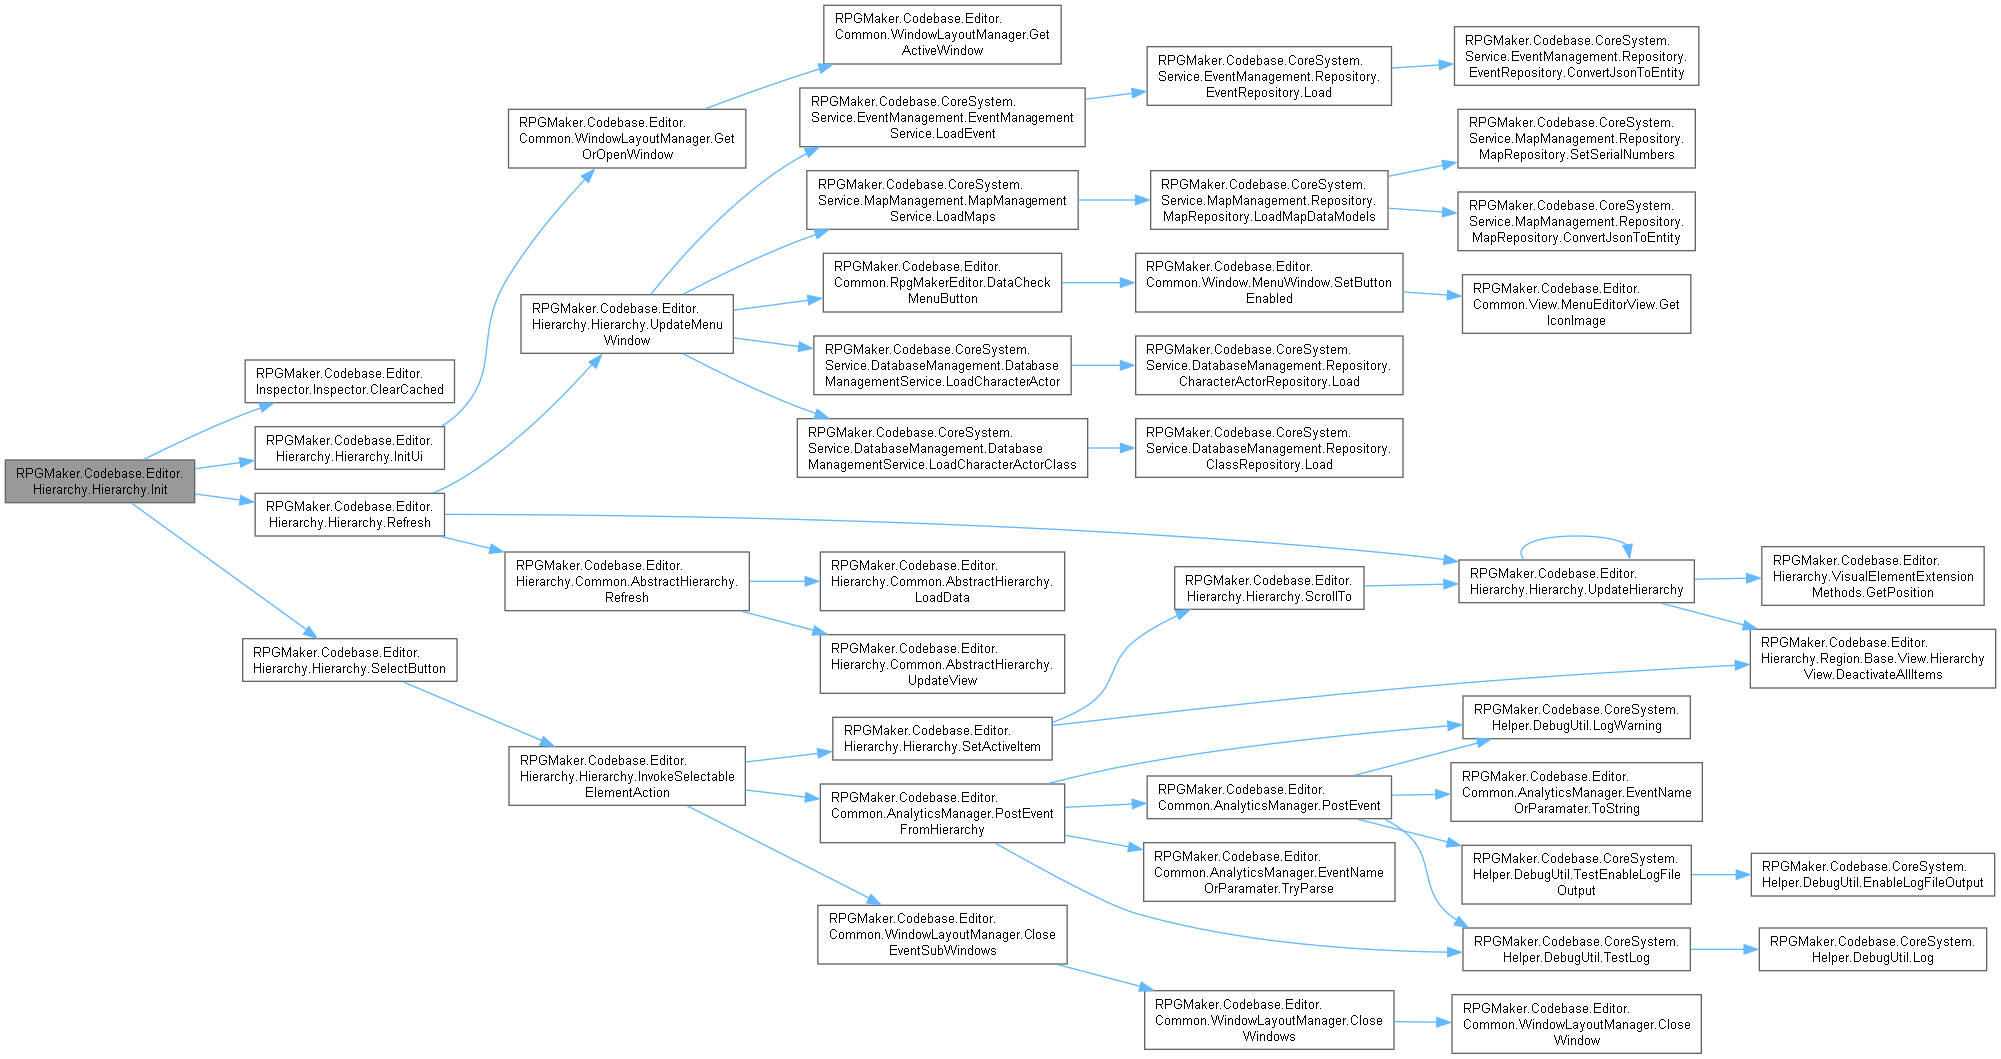 RPGMaker.Codebase.Editor.
Hierarchy.Hierarchy.Init
RPGMaker.Codebase.Editor.
Inspector.Inspector.ClearCached
RPGMaker.Codebase.Editor.
Hierarchy.Hierarchy.InitUi
RPGMaker.Codebase.Editor.
Hierarchy.Hierarchy.Refresh
RPGMaker.Codebase.Editor.
Hierarchy.Hierarchy.SelectButton
RPGMaker.Codebase.Editor.
Common.WindowLayoutManager.Get
OrOpenWindow
RPGMaker.Codebase.Editor.
Hierarchy.Hierarchy.UpdateMenu
Window
RPGMaker.Codebase.Editor.
Hierarchy.Common.AbstractHierarchy.
Refresh
RPGMaker.Codebase.Editor.
Hierarchy.Hierarchy.InvokeSelectable
ElementAction
RPGMaker.Codebase.Editor.
Common.WindowLayoutManager.Get
ActiveWindow
RPGMaker.Codebase.CoreSystem.
Service.EventManagement.EventManagement
Service.LoadEvent
RPGMaker.Codebase.CoreSystem.
Service.MapManagement.MapManagement
Service.LoadMaps
RPGMaker.Codebase.Editor.
Common.RpgMakerEditor.DataCheck
MenuButton
RPGMaker.Codebase.CoreSystem.
Service.DatabaseManagement.Database
ManagementService.LoadCharacterActor
RPGMaker.Codebase.CoreSystem.
Service.DatabaseManagement.Database
ManagementService.LoadCharacterActorClass
RPGMaker.Codebase.Editor.
Hierarchy.Common.AbstractHierarchy.
LoadData
RPGMaker.Codebase.Editor.
Hierarchy.Common.AbstractHierarchy.
UpdateView
RPGMaker.Codebase.Editor.
Hierarchy.Hierarchy.SetActiveItem
RPGMaker.Codebase.Editor.
Common.AnalyticsManager.PostEvent
FromHierarchy
RPGMaker.Codebase.Editor.
Common.WindowLayoutManager.Close
EventSubWindows
RPGMaker.Codebase.CoreSystem.
Service.EventManagement.Repository.
EventRepository.Load
RPGMaker.Codebase.CoreSystem.
Service.MapManagement.Repository.
MapRepository.LoadMapDataModels
RPGMaker.Codebase.Editor.
Common.Window.MenuWindow.SetButton
Enabled
RPGMaker.Codebase.CoreSystem.
Service.DatabaseManagement.Repository.
CharacterActorRepository.Load
RPGMaker.Codebase.CoreSystem.
Service.DatabaseManagement.Repository.
ClassRepository.Load
RPGMaker.Codebase.Editor.
Hierarchy.Hierarchy.ScrollTo
RPGMaker.Codebase.Editor.
Common.AnalyticsManager.PostEvent
RPGMaker.Codebase.Editor.
Common.AnalyticsManager.EventName
OrParamater.TryParse
RPGMaker.Codebase.Editor.
Common.WindowLayoutManager.Close
Windows
RPGMaker.Codebase.CoreSystem.
Service.EventManagement.Repository.
EventRepository.ConvertJsonToEntity
RPGMaker.Codebase.CoreSystem.
Service.MapManagement.Repository.
MapRepository.SetSerialNumbers
RPGMaker.Codebase.CoreSystem.
Service.MapManagement.Repository.
MapRepository.ConvertJsonToEntity
RPGMaker.Codebase.Editor.
Common.View.MenuEditorView.Get
IconImage
RPGMaker.Codebase.Editor.
Hierarchy.Hierarchy.UpdateHierarchy
RPGMaker.Codebase.CoreSystem.
Helper.DebugUtil.LogWarning
RPGMaker.Codebase.Editor.
Common.AnalyticsManager.EventName
OrParamater.ToString
RPGMaker.Codebase.CoreSystem.
Helper.DebugUtil.TestEnableLogFile
Output
RPGMaker.Codebase.CoreSystem.
Helper.DebugUtil.TestLog
RPGMaker.Codebase.Editor.
Common.WindowLayoutManager.Close
Window
RPGMaker.Codebase.Editor.
Hierarchy.VisualElementExtension
Methods.GetPosition
RPGMaker.Codebase.Editor.
Hierarchy.Region.Base.View.Hierarchy
View.DeactivateAllItems
RPGMaker.Codebase.CoreSystem.
Helper.DebugUtil.EnableLogFileOutput
RPGMaker.Codebase.CoreSystem.
Helper.DebugUtil.Log